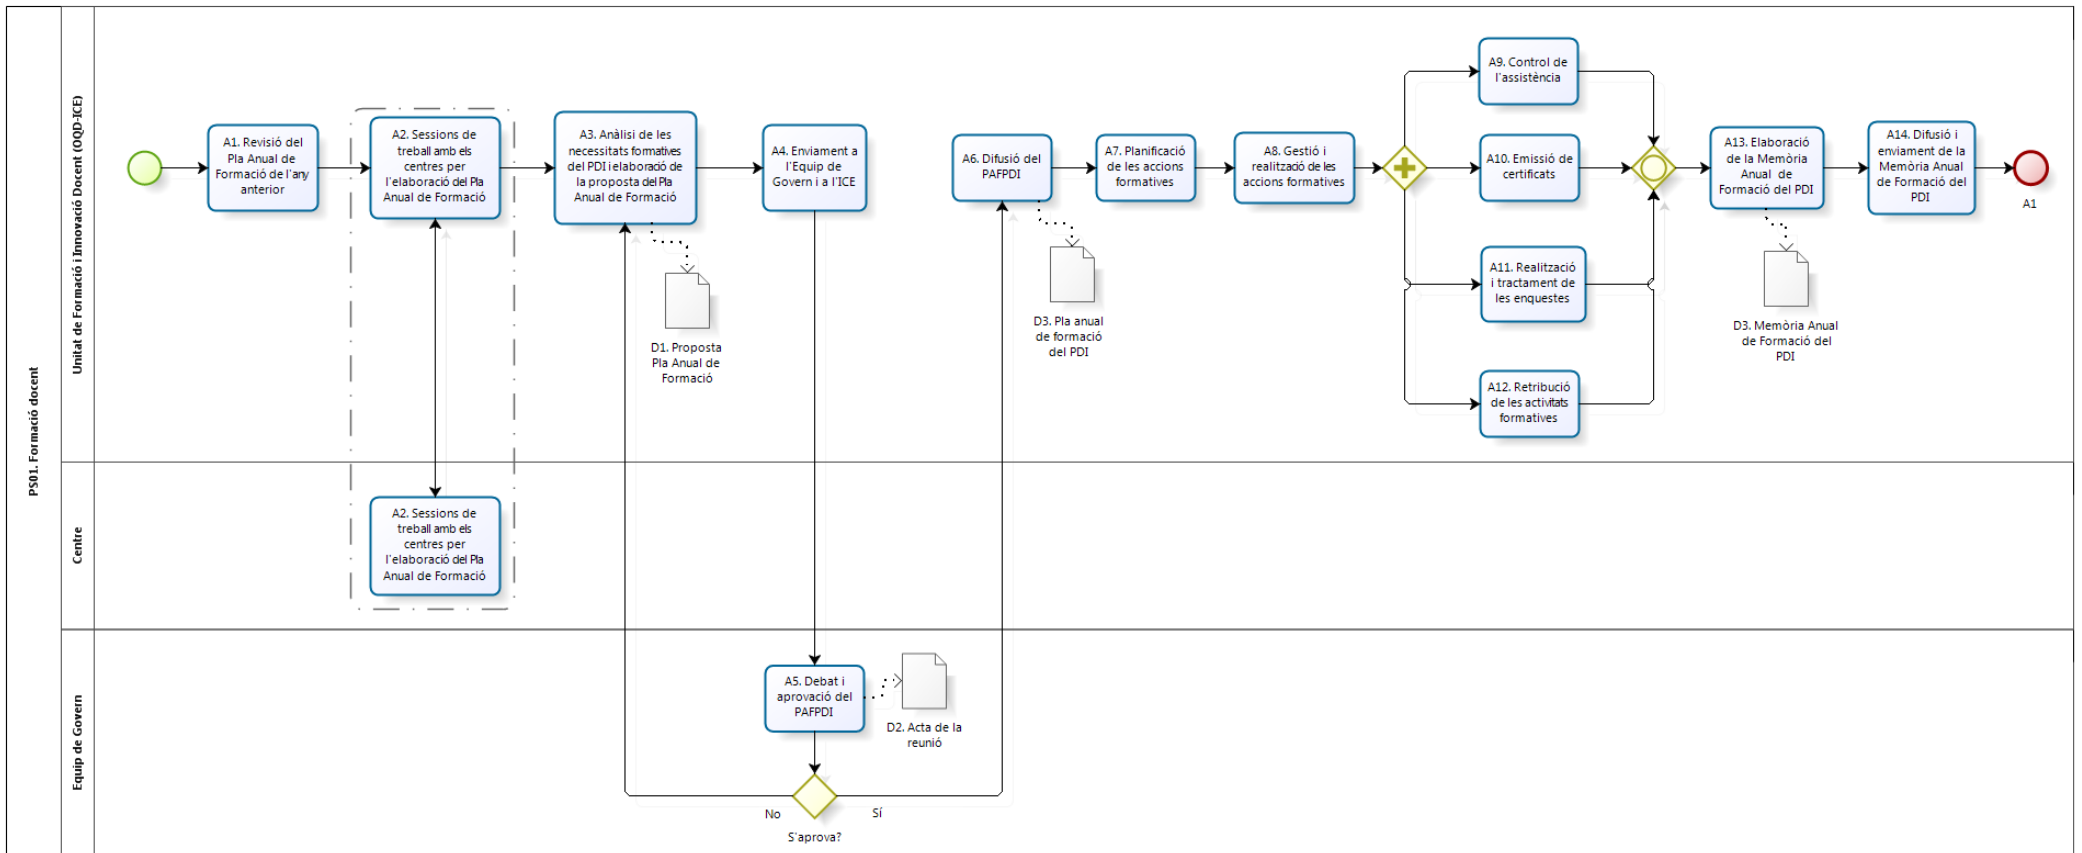 PS01. Formació docent
Unitat de Formació i Innovació Docent (OQD-ICE)
A1. Revisió del
Pla Anual de
Formació de l'any
anterior
A2. Sessions de
treball amb els
centres per
l'elaboració del Pla
Anual de Formació
A3. Anàlisi de les
necessitats formatives
del PDI i elaboració de
la proposta del Pla
Anual de Formació
A4. Enviament a
l'Equip de
Govern i a l'ICE
A6. Difusió del
PAFPDI
A7. Planificació
de les accions
formatives
A8. Gestió i
realització de les
accions formatives
A9. Control de
l'assistència
A10. Emissió de
certificats
A11. Realització
i tractament de
les enquestes
A12. Retribució
de les activitats
formatives
A13. Elaboració
de la Memòria
Anual de
Formació del PDI
A14. Difusió i
enviament de la
Memòria Anual
de Formació del
PDI
A1
D1. Proposta
Pla Anual de
Formació
D3. Pla anual
de formació
del PDI
D3. Memòria Anual
de Formació del
PDI
Centre
A2. Sessions de
treball amb els
centres per
l'elaboració del Pla
Anual de Formació
Equip de Govern
A5. Debat i
aprovació del
PAFPDI
D2. Acta de la
reunió
No
Sí
S'aprova?